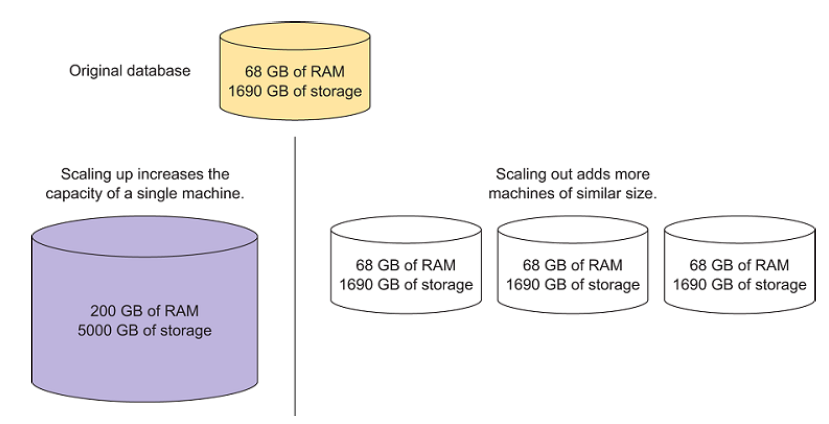 Original database
68 GB of RAM
1690 GB of storage
Scaling up increases the
capacity of a single machine.
200 GB of RAM
5000 GB of storage
Scaling out adds more
machines of similar size.
68 GB of RAM
1690 GB of storage
68 GB of RAM
1690 GB of storage
68 GB of RAM
1690 GB of storage